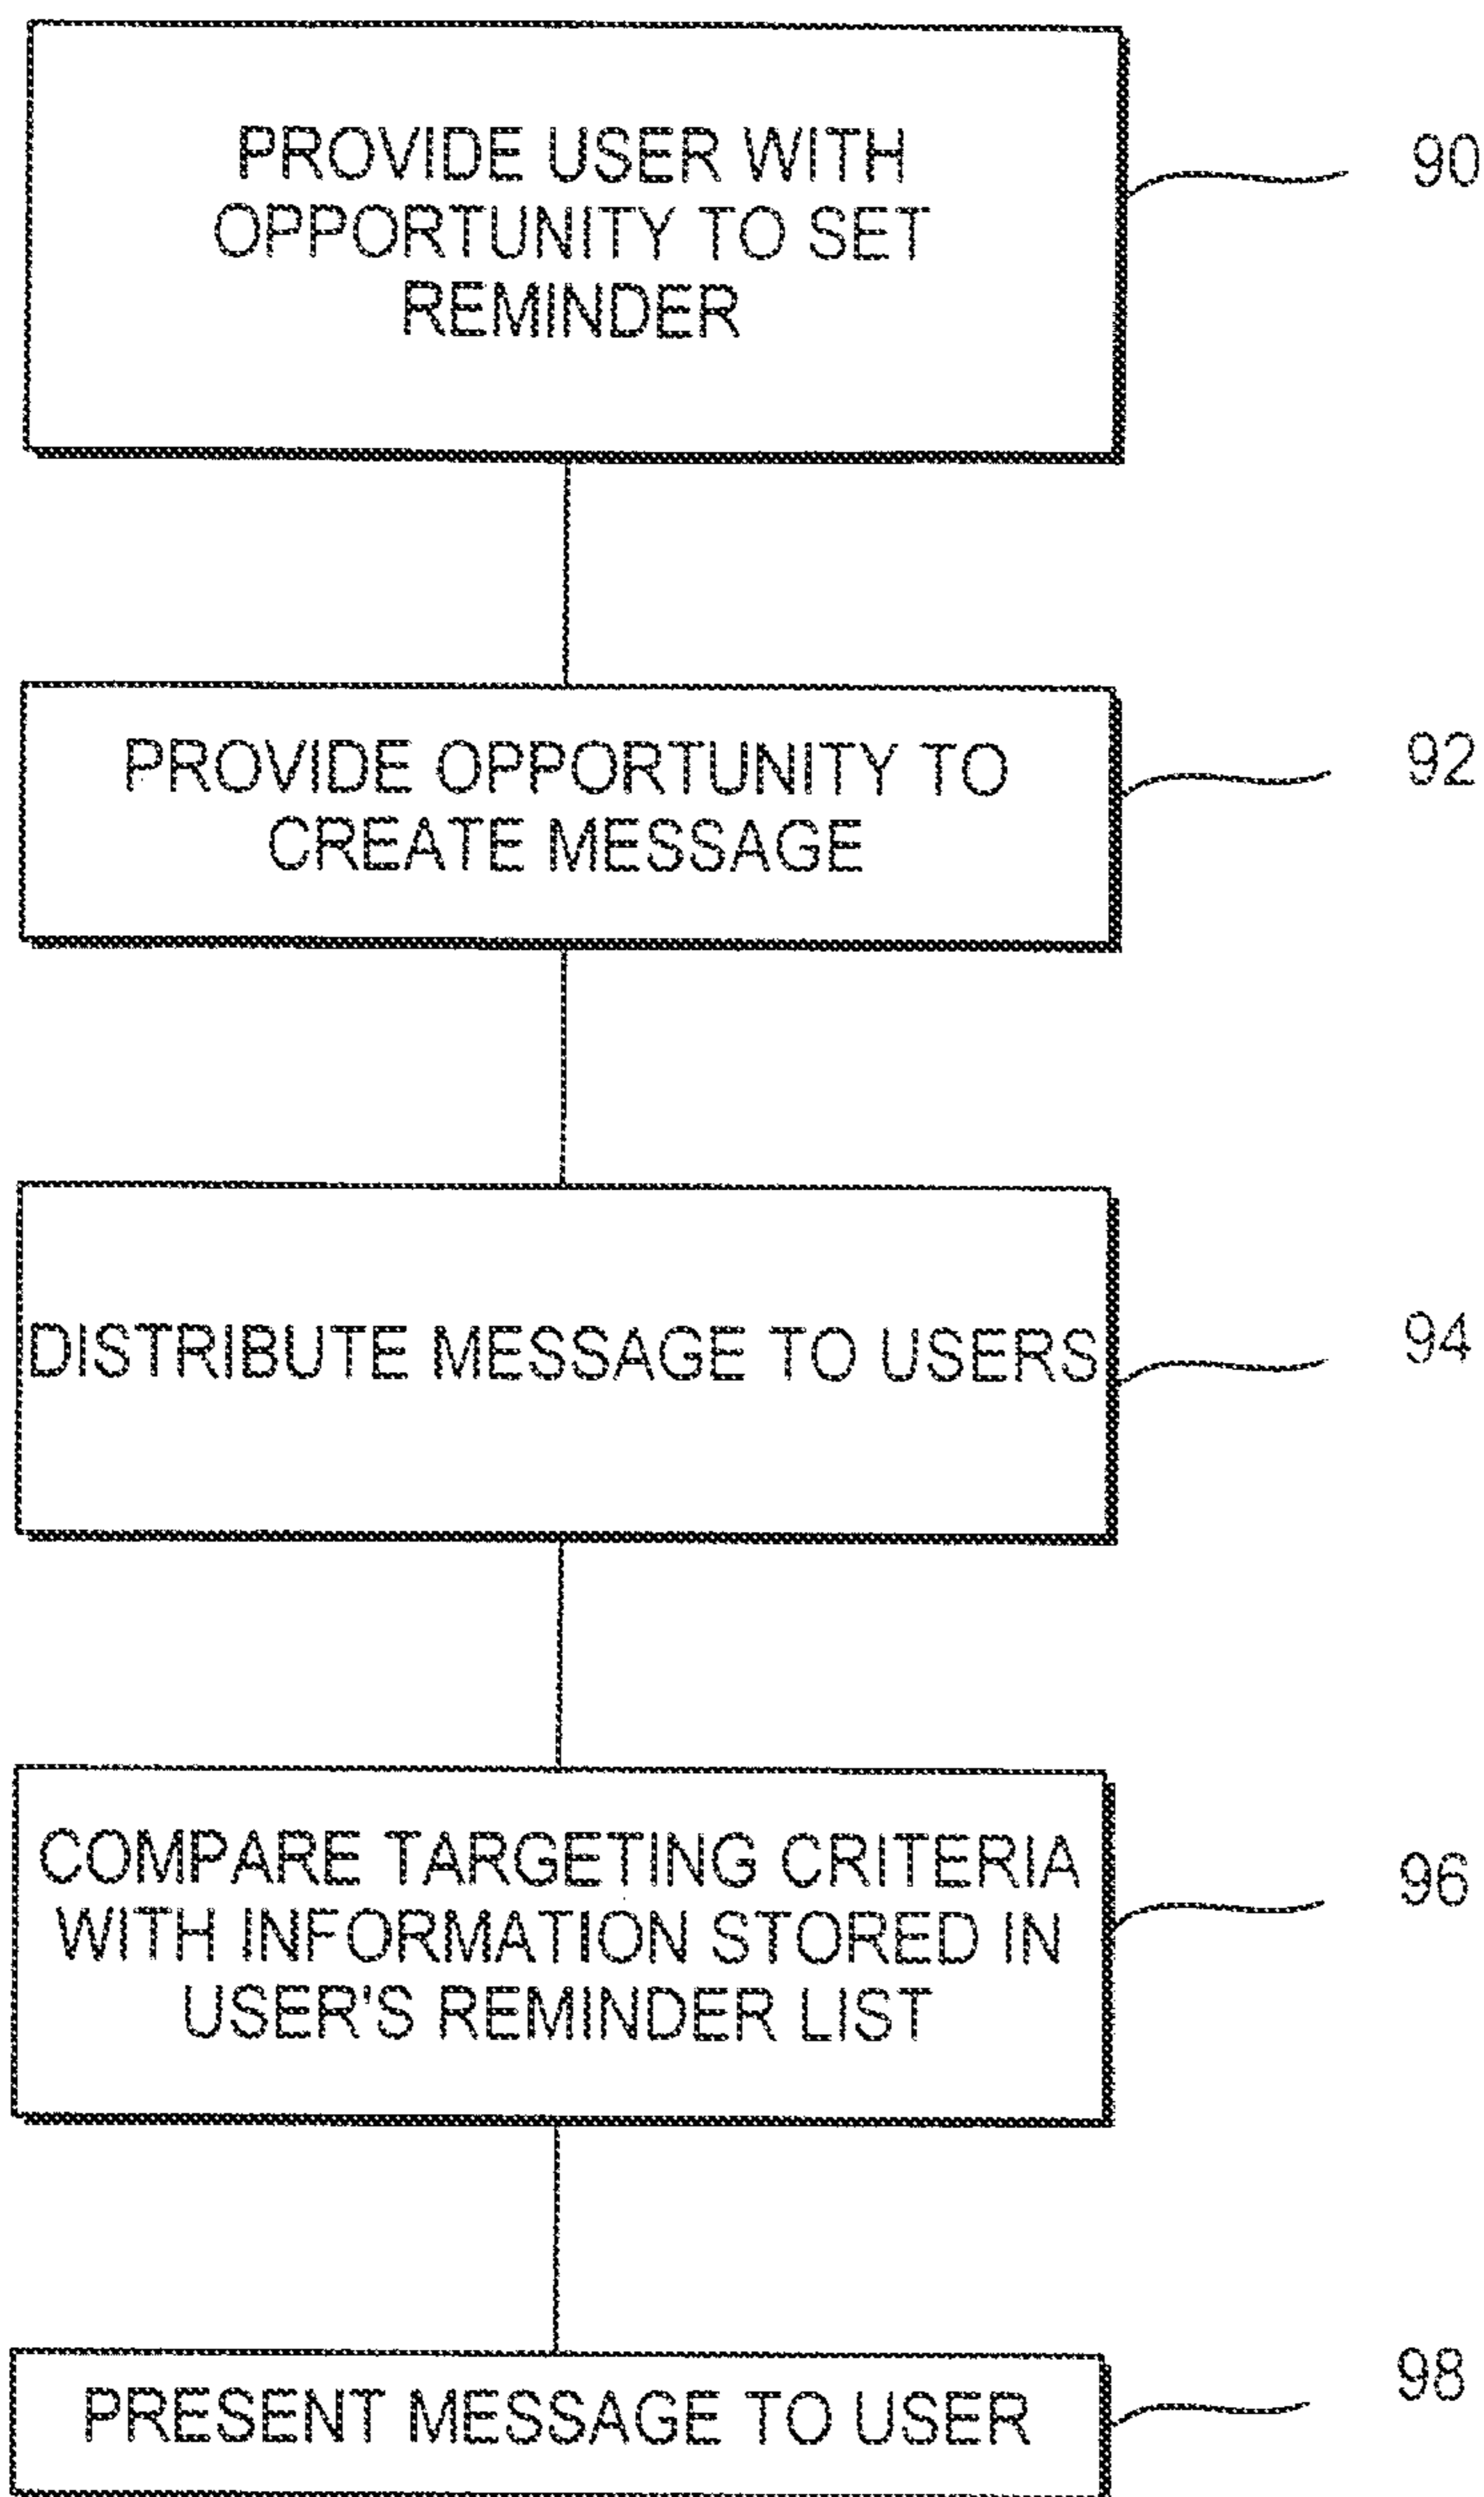 PROVIDE USER WITH
OPPORTUNITY TO SET
REMINDER
90
PROVIDE OPPORTUNITY TO
CREATE MESSAGE
92
DISTRIBUTE MESSAGE TO USERS
94
COMPARE TARGETING CRITERIA
WITH INFORMATION STORED IN
USER'S REMINDER LIST
96
PRESENT MESSAGE TO USER
98